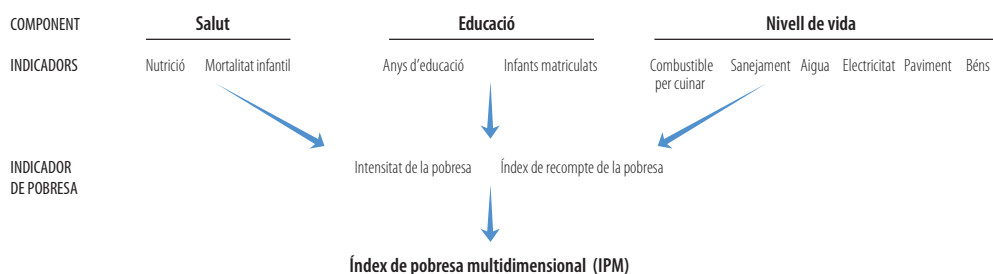 COMPONENT Salut Educació Nivell de vida
INDICADORS Nutrició Mortalitat infantil Anys d’educació Infants matriculats Combustible per cuinar Sanejament Aigua Electricitat Paviment Béns
INDICADOR DE POBRESA Intensitat de la pobresa Índex de recompte de la pobresa
Índex de pobresa multidimensional (IPM)